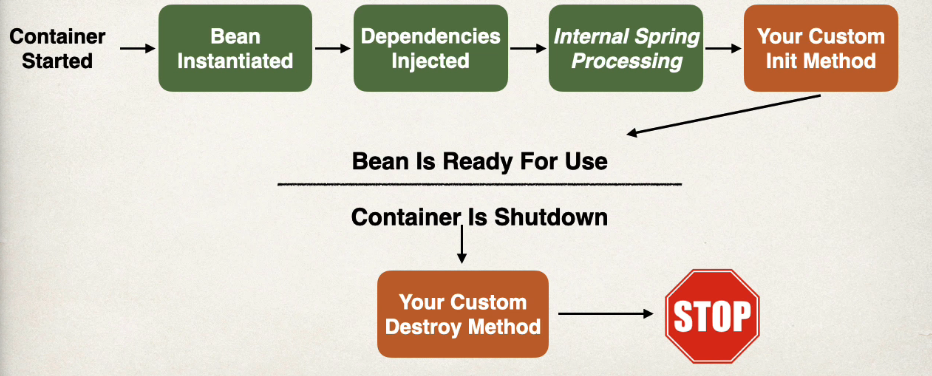 Container
Started
Bean
Instantiated
Dependencies
Injected
Internal Spring
Processing
Your Custom
Init Method
Bean Is Ready For Use
Container Is Shutdown
Your Custom
Destroy Method
STOP